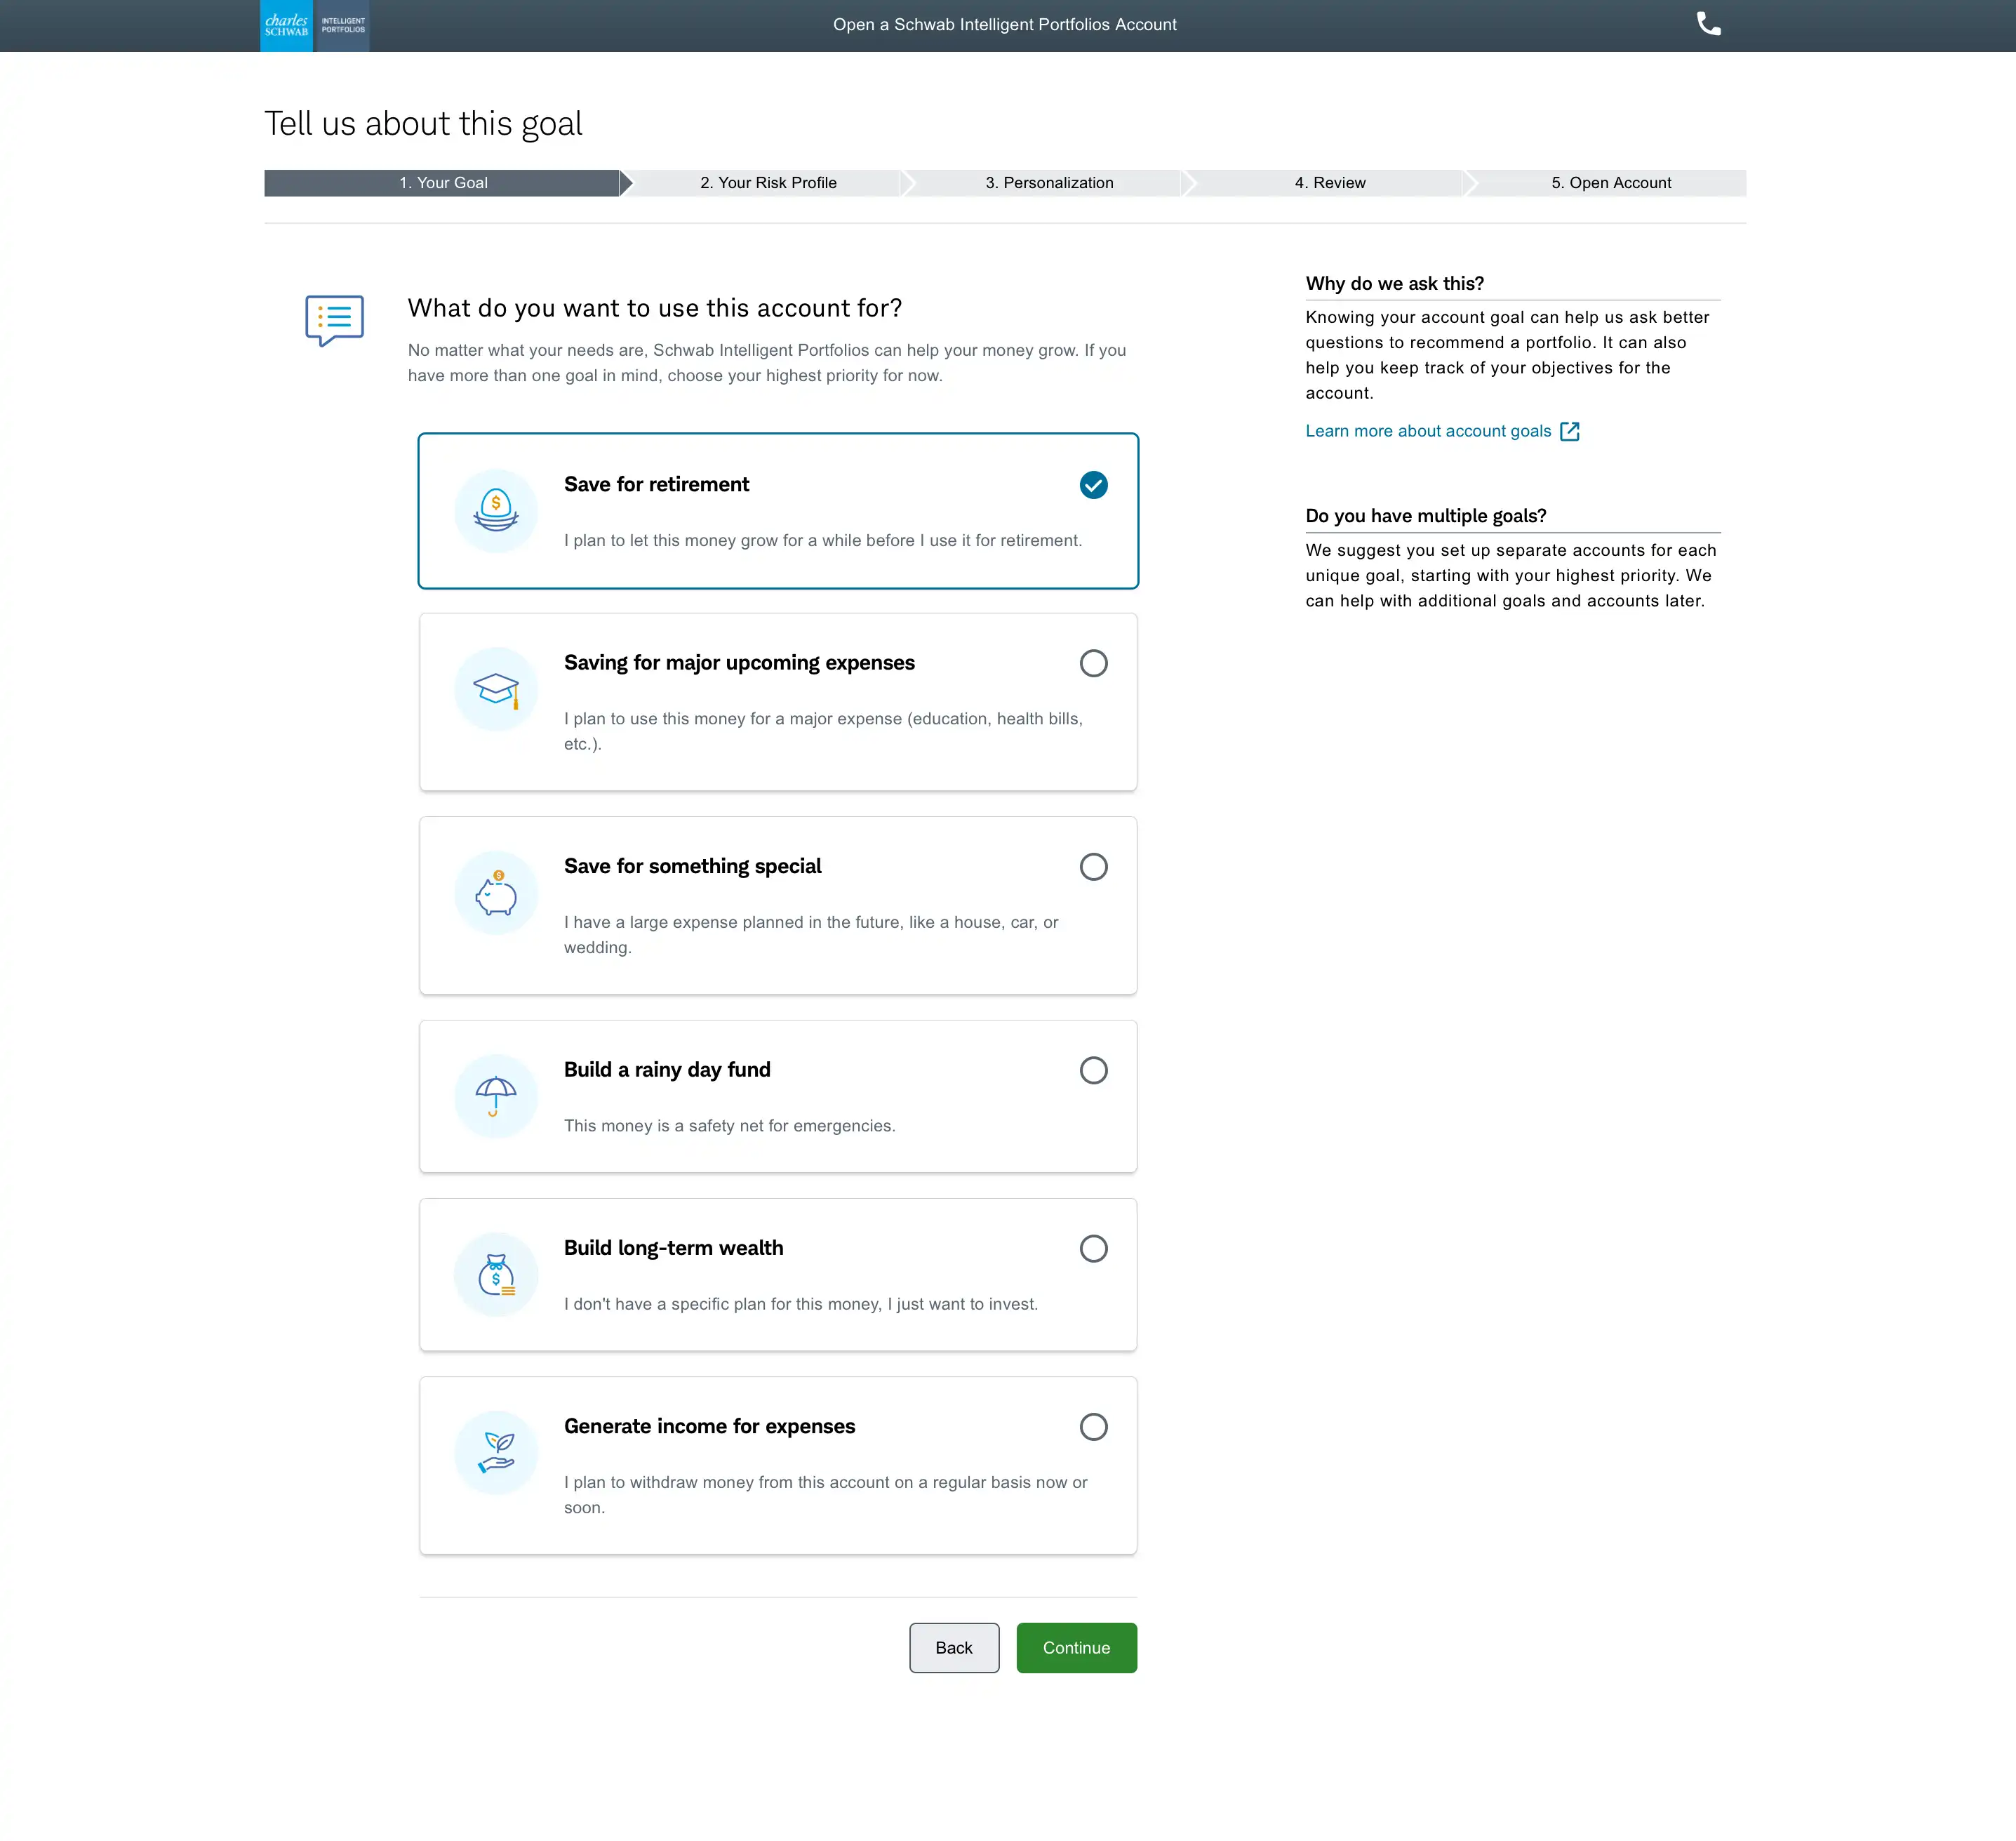 charles
SCHWAB
INTELLIGENT
PORTFOLIOS
Open a Schwab Intelligent Portfolios Account
Tell us about this goal
1. Your Goal
2. Your Risk Profile
3. Personalization
4. Review
5. Open Account
What do you want to use this account for?
No matter what your needs are, Schwab Intelligent Portfolios can help your money grow. If you
have more than one goal in mind, choose your highest priority for now.
$
Save for retirement
I plan to let this money grow for a while before I use it for retirement.
Saving for major upcoming expenses
I plan to use this money for a major expense (education, health bills,
etc.).
$
Save for something special
I have a large expense planned in the future, like a house, car, or
wedding.
Build a rainy day fund
This money is a safety net for emergencies.
$
Build long-term wealth
I don't have a specific plan for this money, I just want to invest.
Generate income for expenses
I plan to withdraw money from this account on a regular basis now or
soon.
Back
Continue
Why do we ask this?
Knowing your account goal can help us ask better
questions to recommend a portfolio. It can also
help you keep track of your objectives for the
account.
Learn more about account goals
Do you have multiple goals?
We suggest you set up separate accounts for each
unique goal, starting with your highest priority. We
can help with additional goals and accounts later.